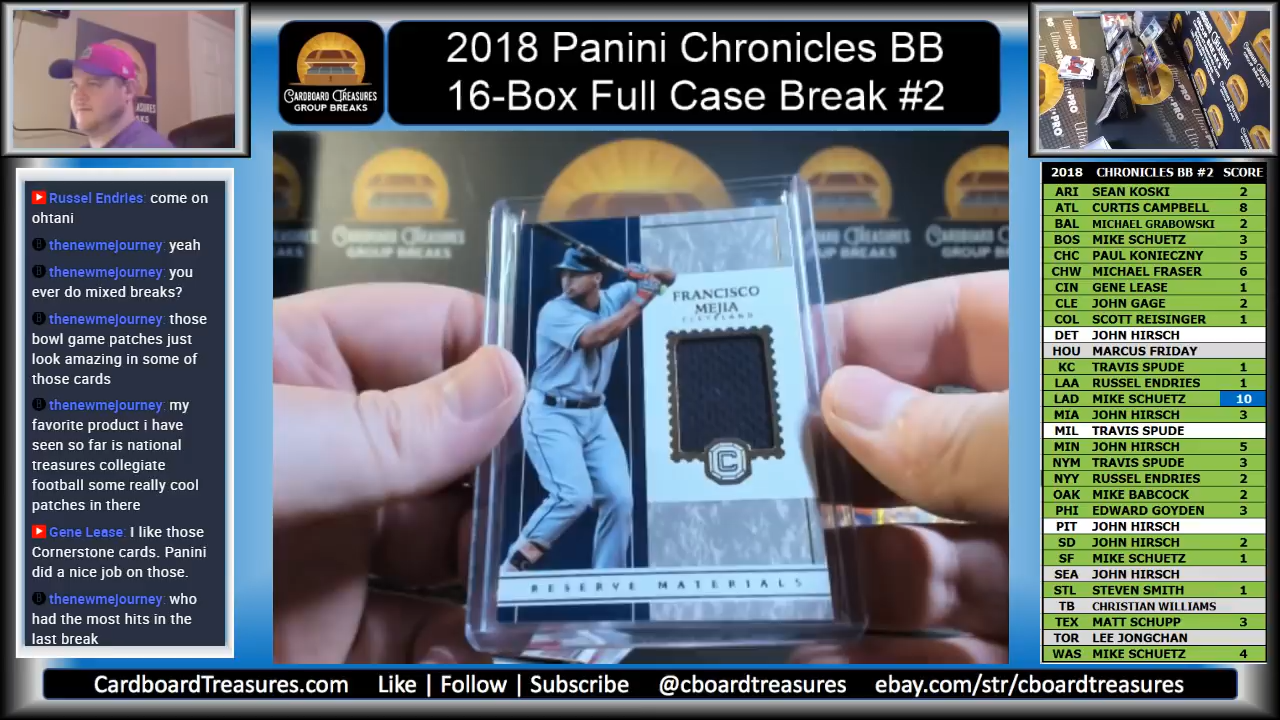 CARDBOARD TREASURES
GROUP BREAKS
2018 Panini Chronicles BB
16-Box Full Case Break #2
Russel Endries: come on
ohtani
thenewmejourney: yeah
thenewmejourney: you
ever do mixed breaks?
thenewmejourney: those
bowl game patches just
look amazing in some of
those cards
thenewmejourney: my
favorite product i have
seen so far is national
treasures collegiate
football some really cool
patches in there
Gene Lease: I like those
Cornerstone cards. Panini
did a nice job on those.
thenewmejourney: who
had the most hits in the
last break
CARDBOARD TREASURES
GROUP BREAKS
FRANCISCO
MEJIA
CLEVELAND
C
RESERVE MATERIALS
2018 CHRONICLES BB #2 SCORE
ARI SEAN KOSKI 2
ATL CURTIS CAMPBELL 8
BAL MICHAEL GRABOWSKI 2
BOS MIKE SCHUETZ 3
CHC PAUL KONIECZNY 5
CHW MICHAEL FRASER 6
CIN GENE LEASE 1
CLE JOHN GAGE 2
COL SCOTT REISINGER 1
DET JOHN HIRSCH
HOU MARCUS FRIDAY
KC TRAVIS SPUDE 1
LAA RUSSEL ENDRIES 1
LAD MIKE SCHUETZ 10
MIA JOHN HIRSCH 3
MIL TRAVIS SPUDE
MIN JOHN HIRSCH 5
NYM TRAVIS SPUDE 3
NYY RUSSEL ENDRIES 2
OAK MIKE BABCOCK 2
PHI EDWARD GOYDEN 3
PIT JOHN HIRSCH
SD JOHN HIRSCH 2
SF MIKE SCHUETZ 1
SEA JOHN HIRSCH
STL STEVEN SMITH 1
TB CHRISTIAN WILLIAMS
TEX MATT SCHUPP 3
TOR LEE JONGCHAN
WAS MIKE SCHUETZ 4
CardboardTreasures.com Like | Follow | Subscribe @cboardtreasures ebay.com/str/cboardtreasures